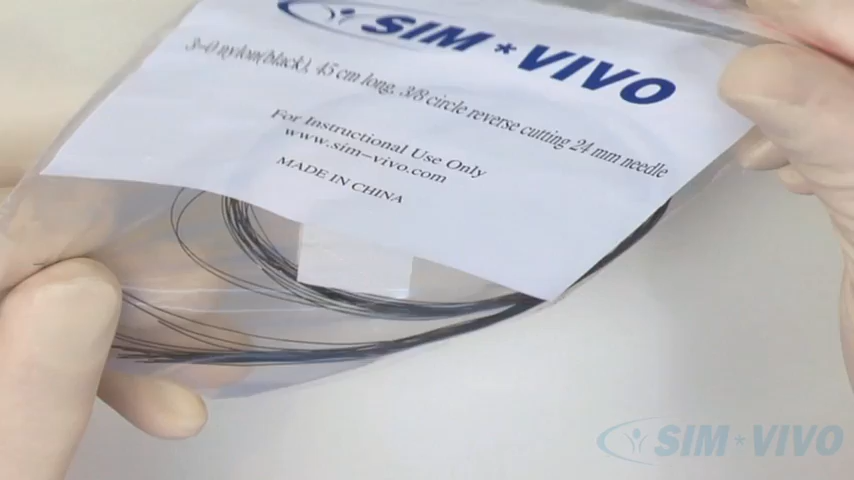 SIM*VIVO
3-0 nylon(black), 45 cm long, 3/8 circle reverse cutting 24 mm needle
For Instructional Use Only
www.sim-vivo.com
MADE IN CHINA
SIM*VIVO